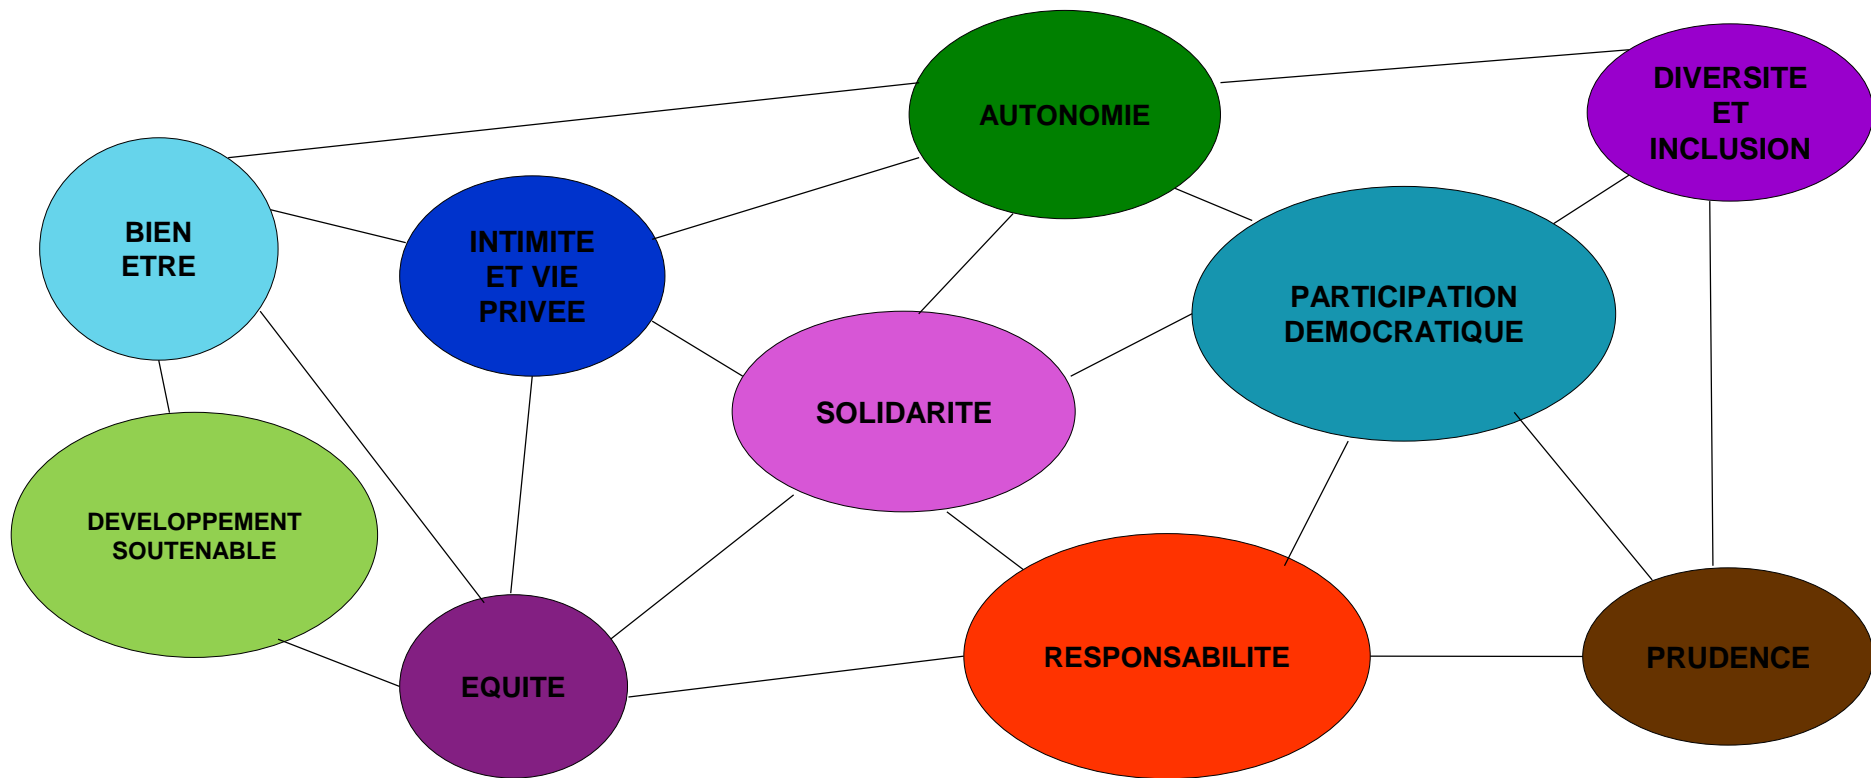 AUTONOMIE
DIVERSITE
ET
INCLUSION
BIEN
ETRE
INTIMITE
ET VIE
PRIVEE
PARTICIPATION
DEMOCRATIQUE
SOLIDARITE
DEVELOPPEMENT
SOUTENABLE
EQUITE
RESPONSABILITE
PRUDENCE